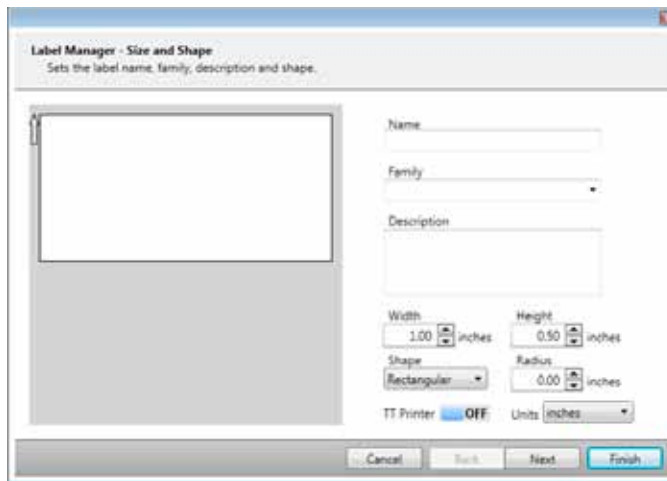 Label Manager - Size and Shape
Sets the label name, family, description and shape.
Name
Family
Description
Width Height
1.00 inches 0.50 inches
Shape Radius
Rectangular 0.00 inches
TT Printer OFF Units inches
Cancel Back Next Finish